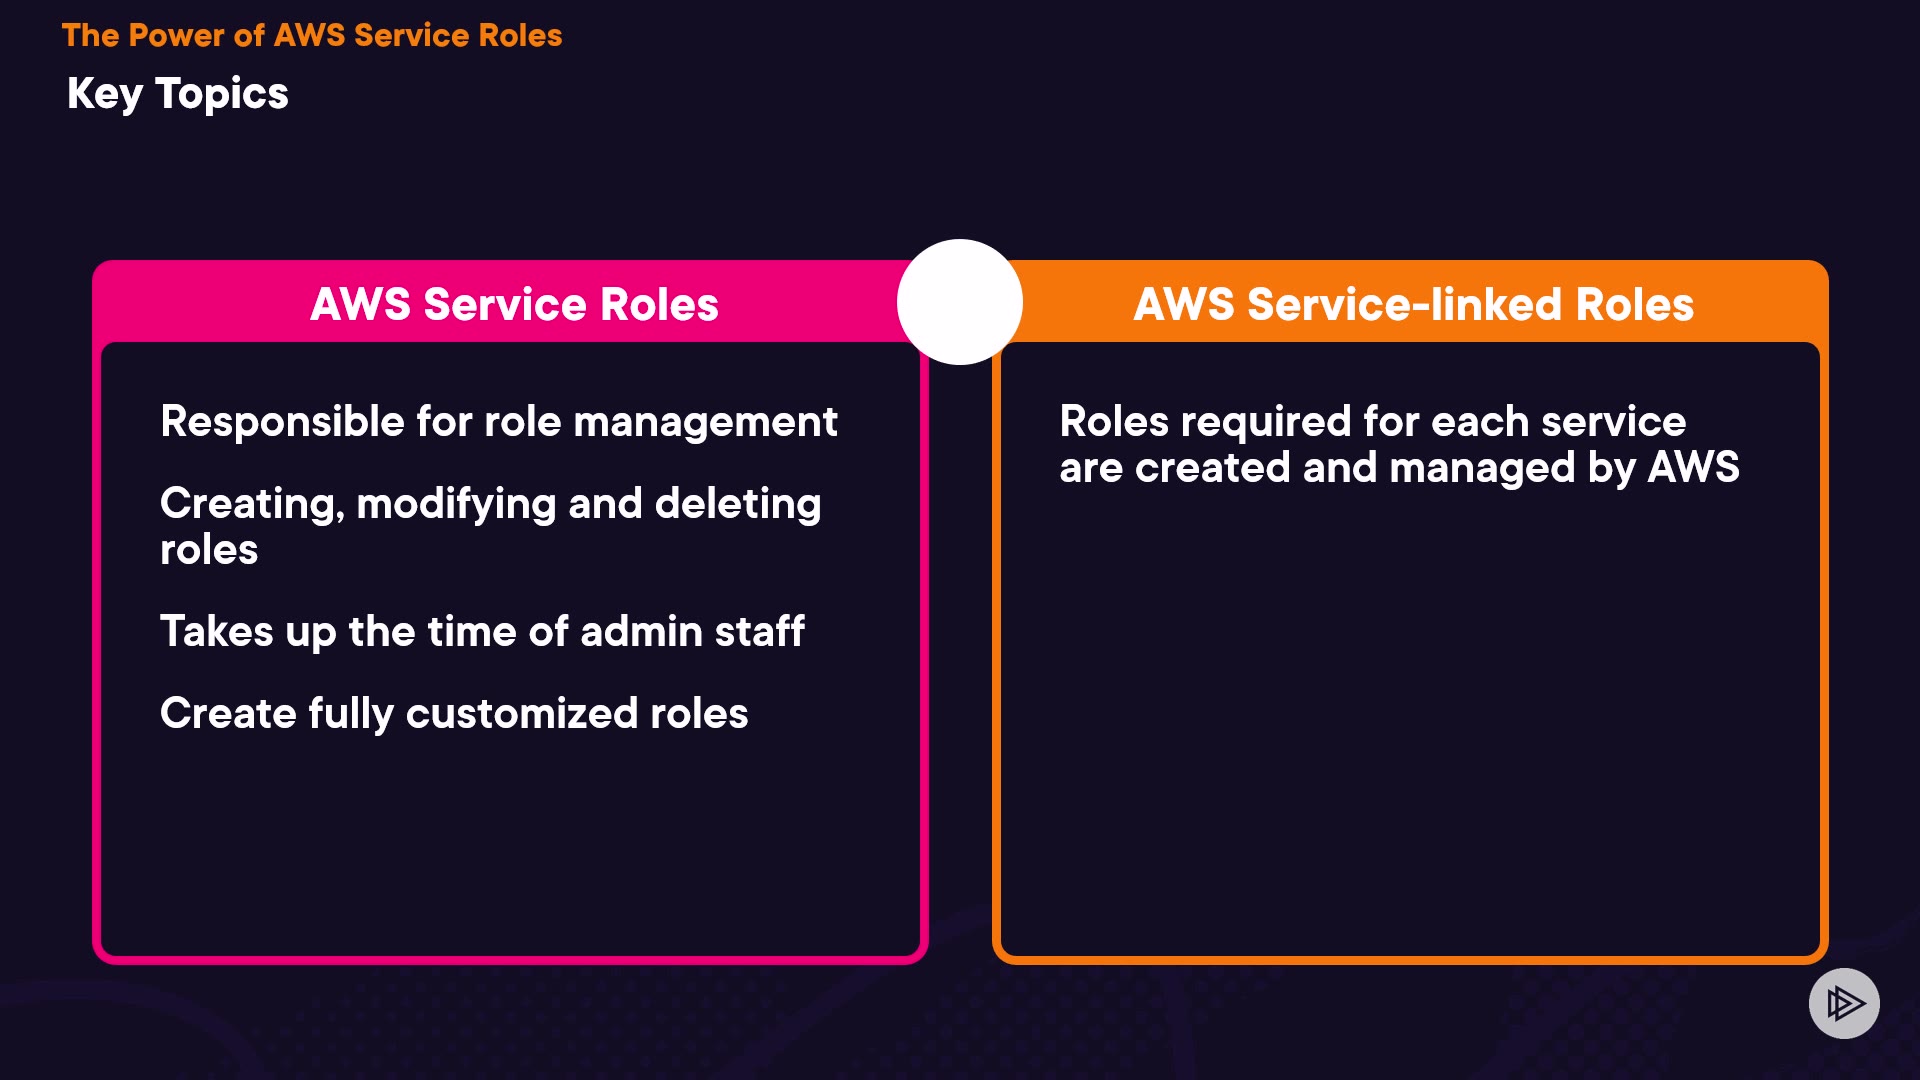 The Power of AWS Service Roles
Key Topics
AWS Service Roles
Responsible for role management
Creating, modifying and deleting
roles
Takes up the time of admin staff
Create fully customized roles
AWS Service-linked Roles
Roles required for each service
are created and managed by AWS